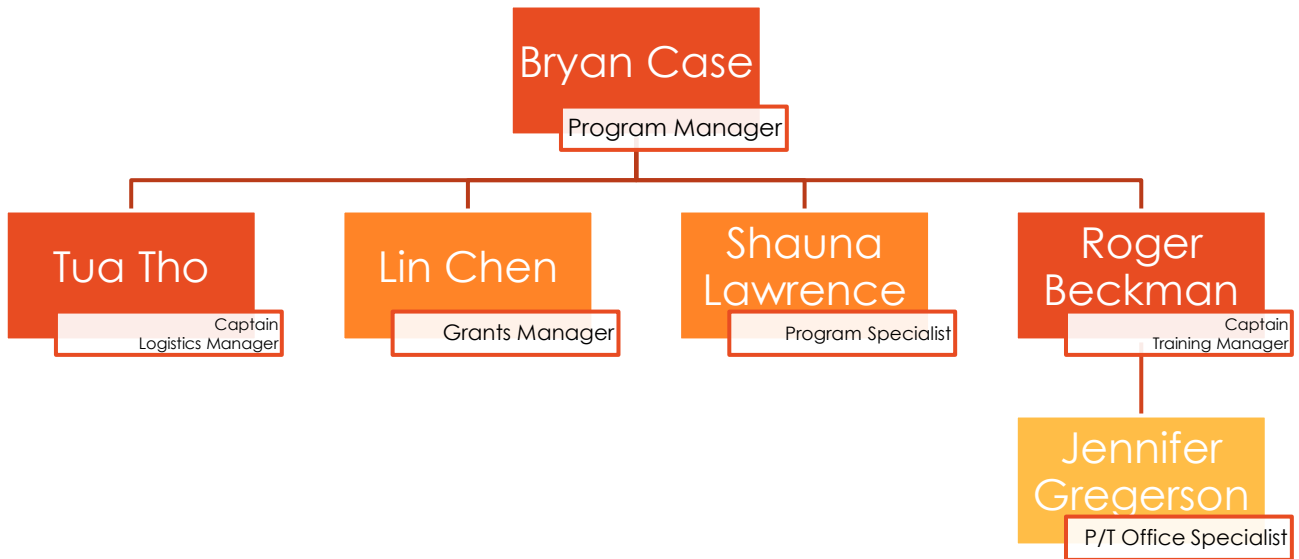 Bryan Case
Program Manager
Tua Tho
Captain
Logistics Manager
Lin Chen
Grants Manager
Shauna
Lawrence
Program Specialist
Roger
Beckman
Captain
Training Manager
Jennifer
Gregerson
P/T Office Specialist